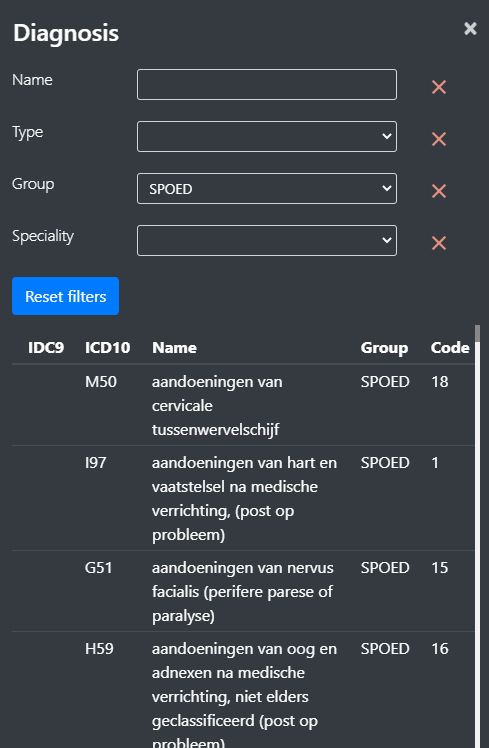 Diagnosis
Name
Type
Group SPOED
Speciality
Reset filters
IDC9 ICD10 Name Group Code
M50 aandoeningen van SPOED 18
cervicale
tussenwervelschijf
I97 aandoeningen van hart en SPOED 1
vaatstelsel na medische
verrichting, (post op
probleem)
G51 aandoeningen van nervus SPOED 15
facialis (perifere parese of
paralyse)
H59 aandoeningen van oog en SPOED 16
adnexen na medische
verrichting, niet elders
geclassificeerd (post op
probleem)